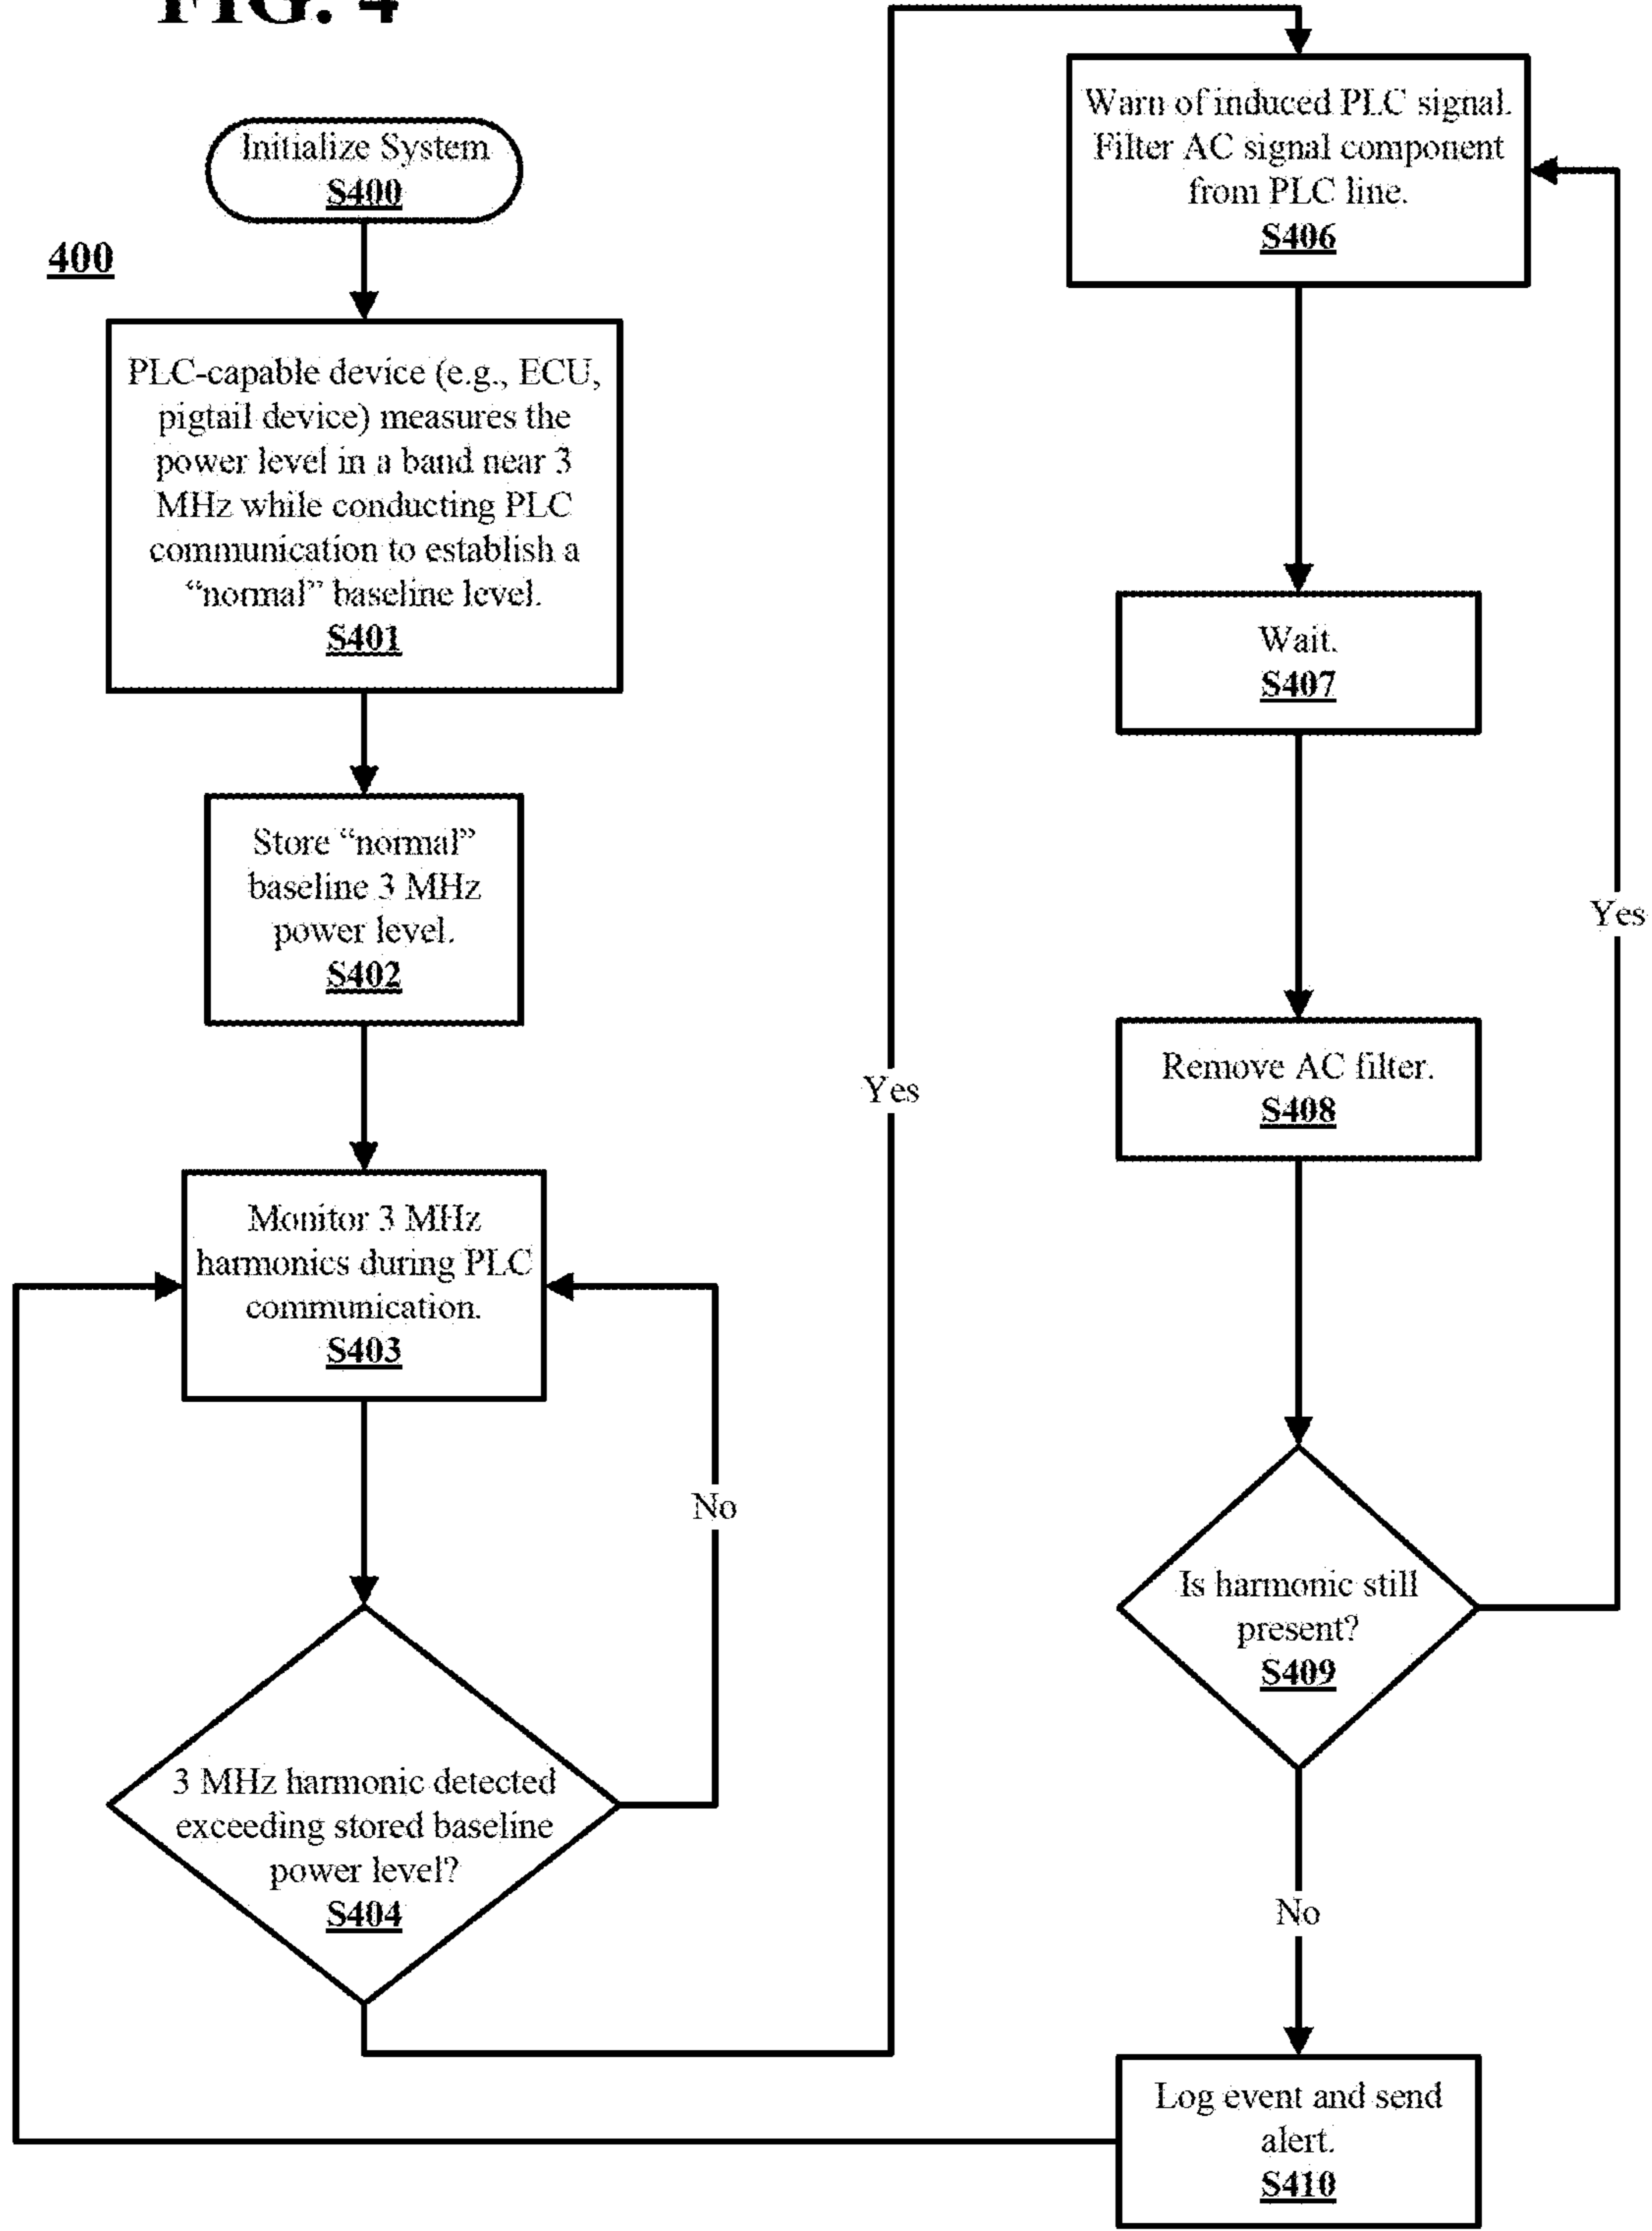 FIG. 4
Initialize System
S400
400
PLC-capable device (e.g., ECU,
pigtail device) measures the
power level in a band near 3
MHz while conducting PLC
communication to establish a
“normal” baseline level.
S401
Store “normal”
baseline 3 MHz
power level.
S402
Monitor 3 MHz
harmonics during PLC
communication.
S403
No
3 MHz harmonic detected
exceeding stored baseline
power level?
S404
Yes
Warn of induced PLC signal.
Filter AC signal component
from PLC line.
S406
Wait.
S407
Yes
Remove AC filter.
S408
Is harmonic still
present?
S409
No
Log event and send
alert.
S410